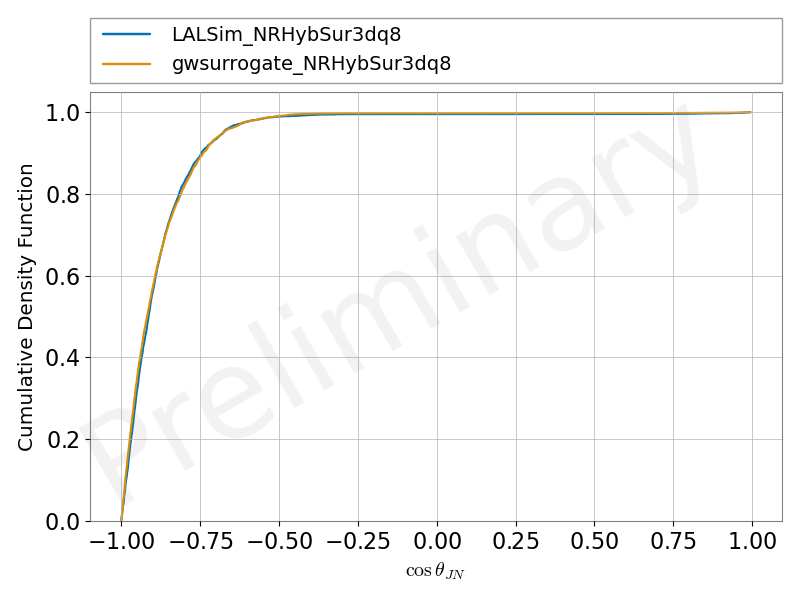 LALSim_NRHybSur3dq8
gwsurrogate_NRHybSur3dq8
Preliminary
Cumulative Density Function
1.0
0.8
0.6
0.4
0.2
0.0
−1.00 −0.75 −0.50 −0.25 0.00 0.25 0.50 0.75 1.00
cos θ_JN